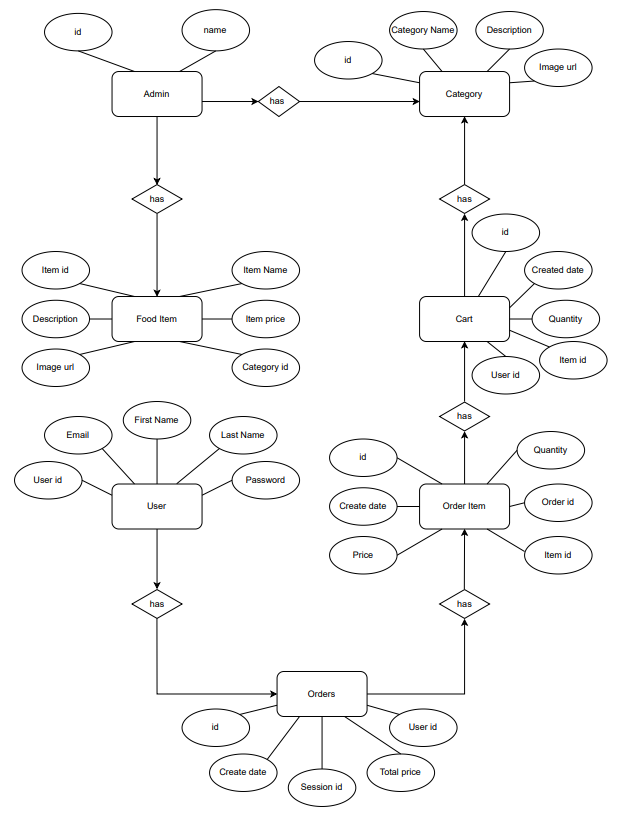 id
name
Category Name
Description
id
Image url
Admin
has
Category
has
has
id
Item id
Item Name
Created date
Description
Food Item
Item price
Cart
Quantity
Image url
Category id
Item id
User id
First Name
has
Email
Last Name
id
Quantity
User id
Password
User
Create date
Order Item
Order id
Price
Item id
has
has
Orders
id
User id
Create date
Total price
Session id